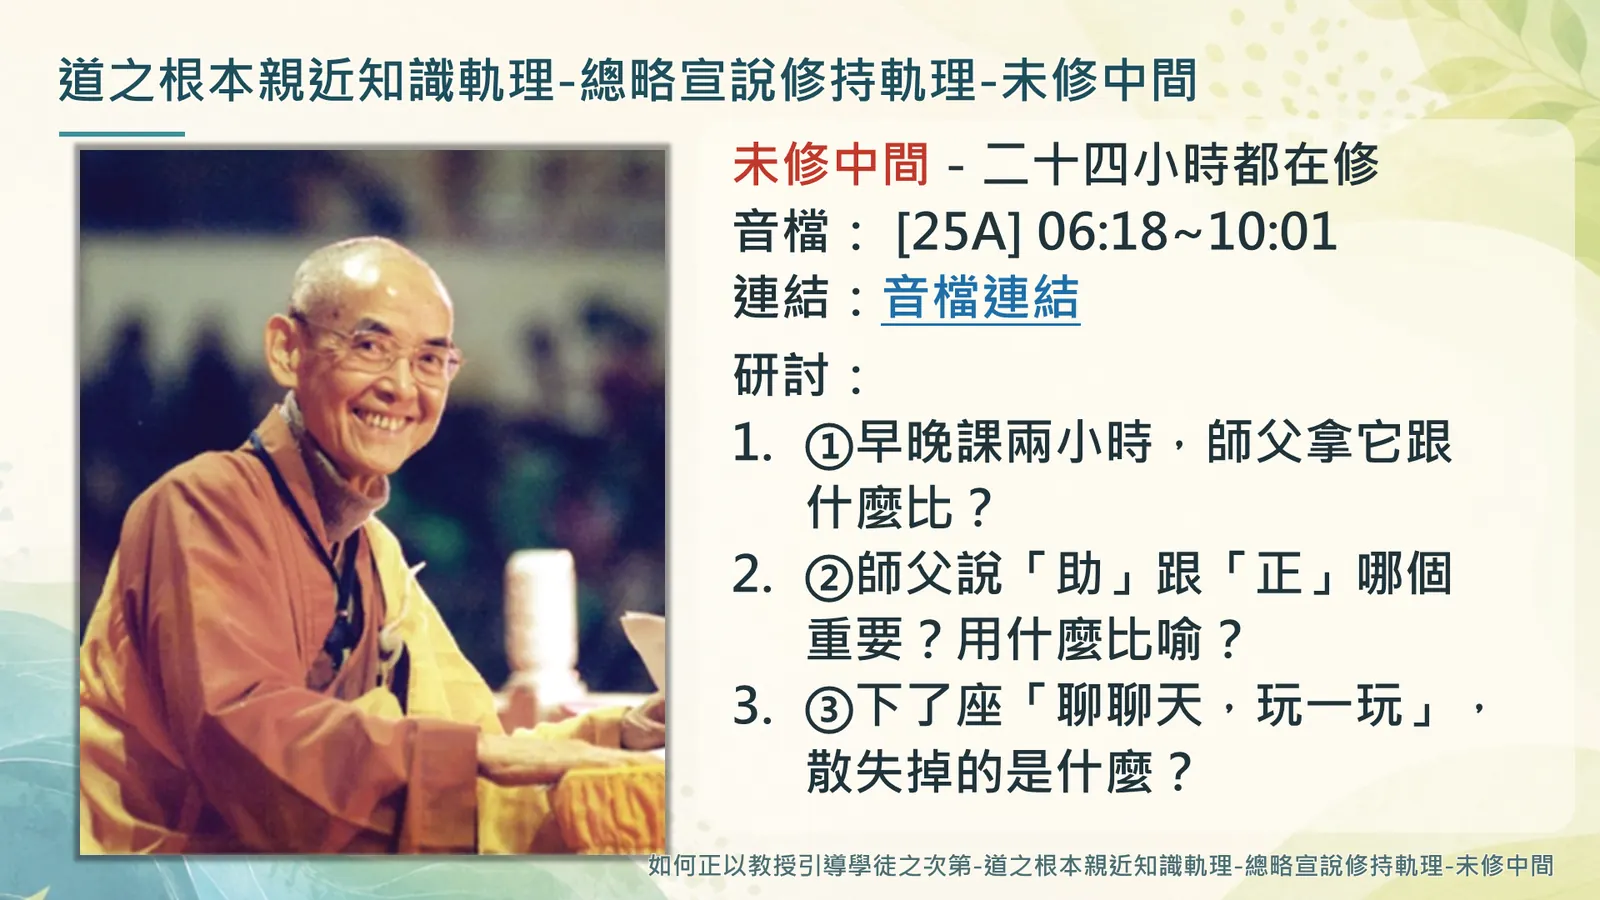 道之根本親近知識軌理-總略宣說修持軌理-未修中間
未修中間 - 二十四小時都在修
音檔： [25A] 06:18~10:01
連結：音檔連結
研討：
1. ①早晚課兩小時，師父拿它跟
什麼比？
2. ②師父說「助」跟「正」哪個
重要？用什麼比喻？
3. ③下了座「聊聊天，玩一玩」，
散失掉的是什麼？
如何正以教授引導學徒之次第-道之根本親近知識軌理-總略宣說修持軌理-未修中間